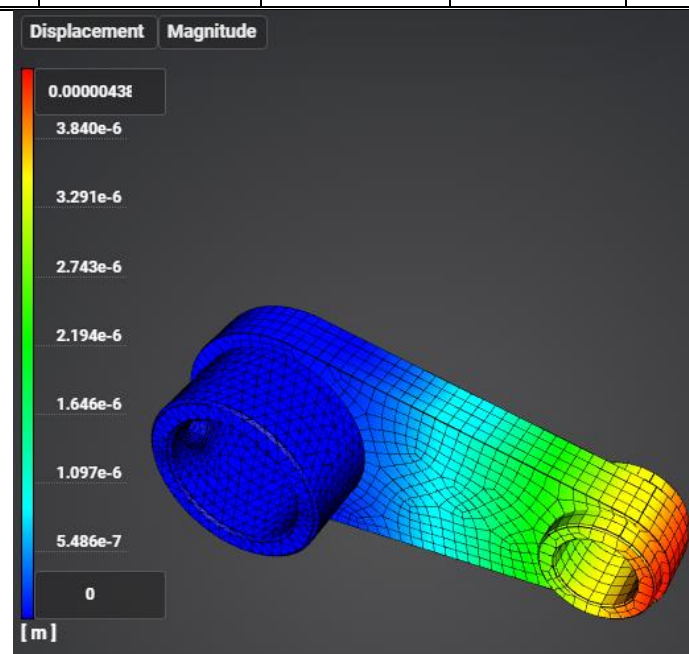 Displacement Magnitude
0.00000438
3.840e-6
3.291e-6
2.743e-6
2.194e-6
1.646e-6
1.097e-6
5.486e-7
0
[ m ]